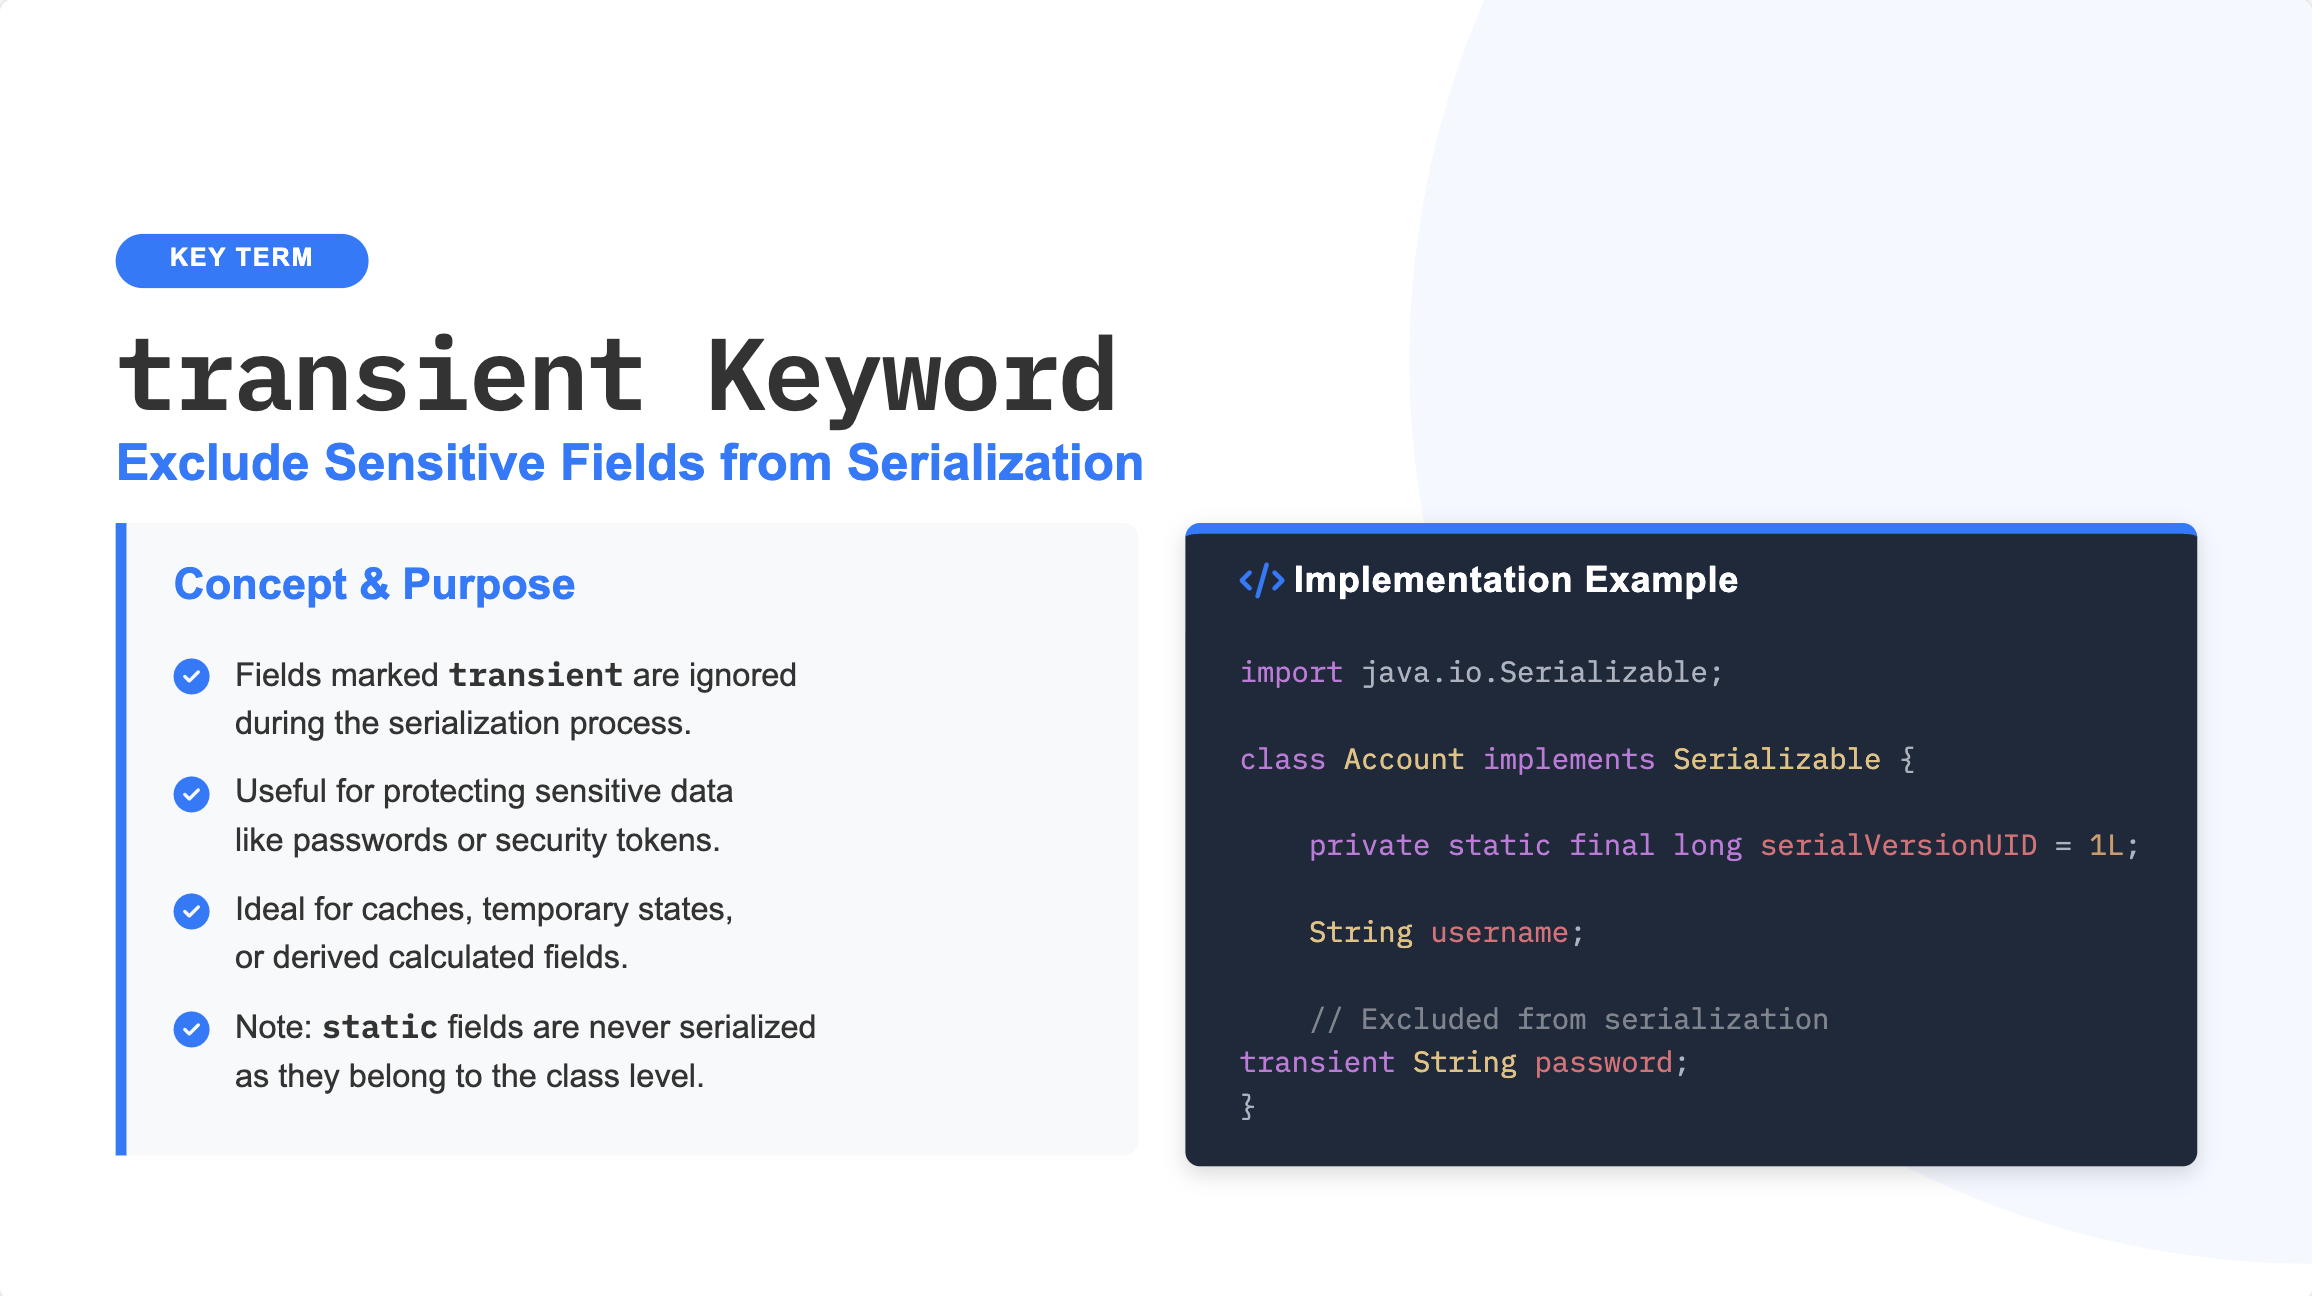 KEY TERM
transient Keyword
Exclude Sensitive Fields from Serialization
Concept & Purpose
Fields marked transient are ignored
during the serialization process.
Useful for protecting sensitive data
like passwords or security tokens.
Ideal for caches, temporary states,
or derived calculated fields.
Note: static fields are never serialized
as they belong to the class level.
</> Implementation Example
import java.io.Serializable;
class Account implements Serializable {
    private static final long serialVersionUID = 1L;
    String username;
    // Excluded from serialization
transient String password;
}